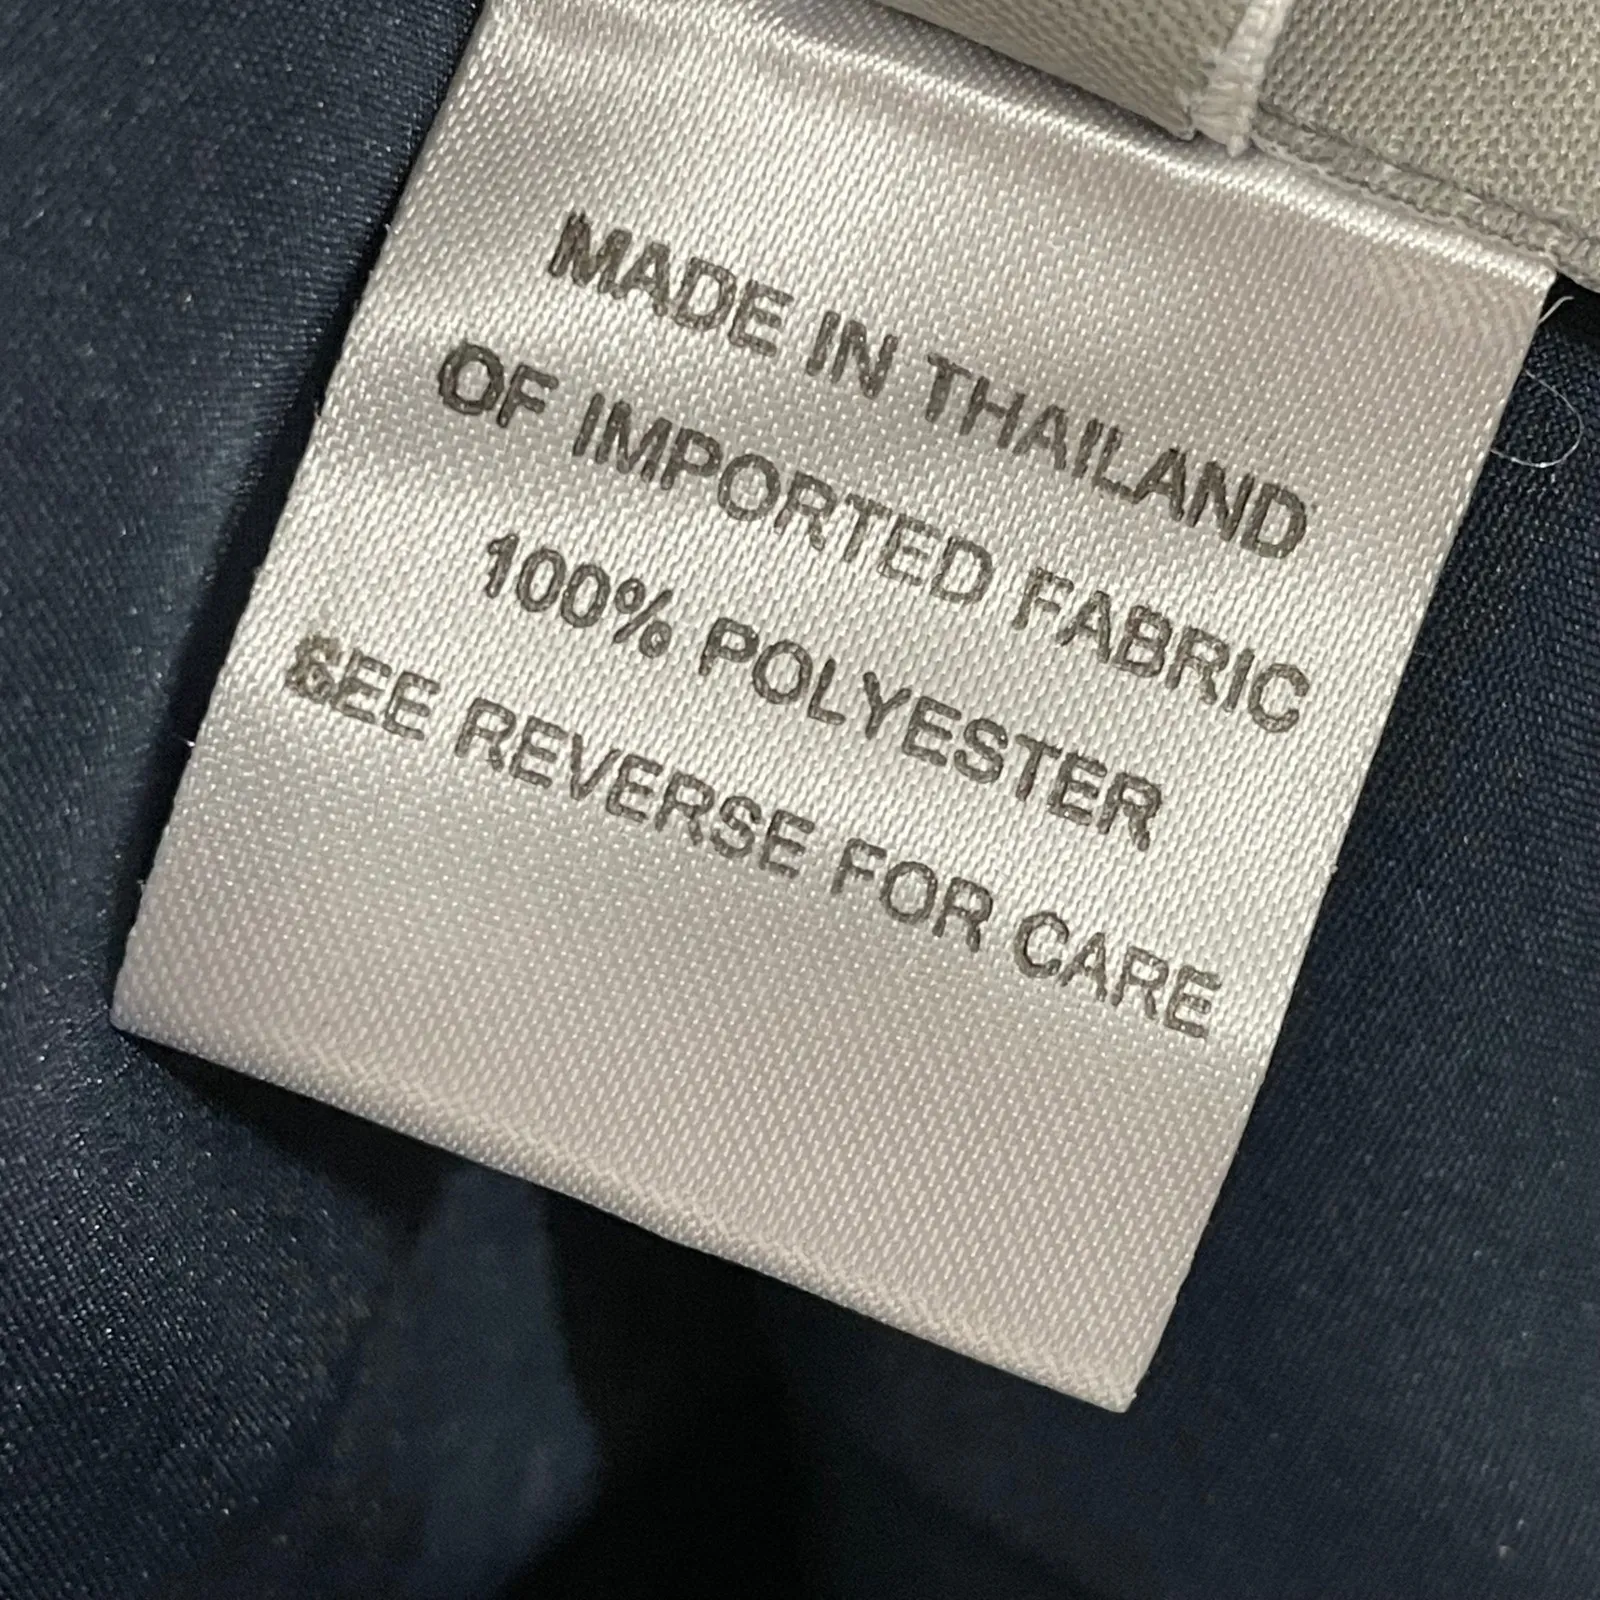 MADE IN THAILAND
OF IMPORTED FABRIC
100% POLYESTER
SEE REVERSE FOR CARE